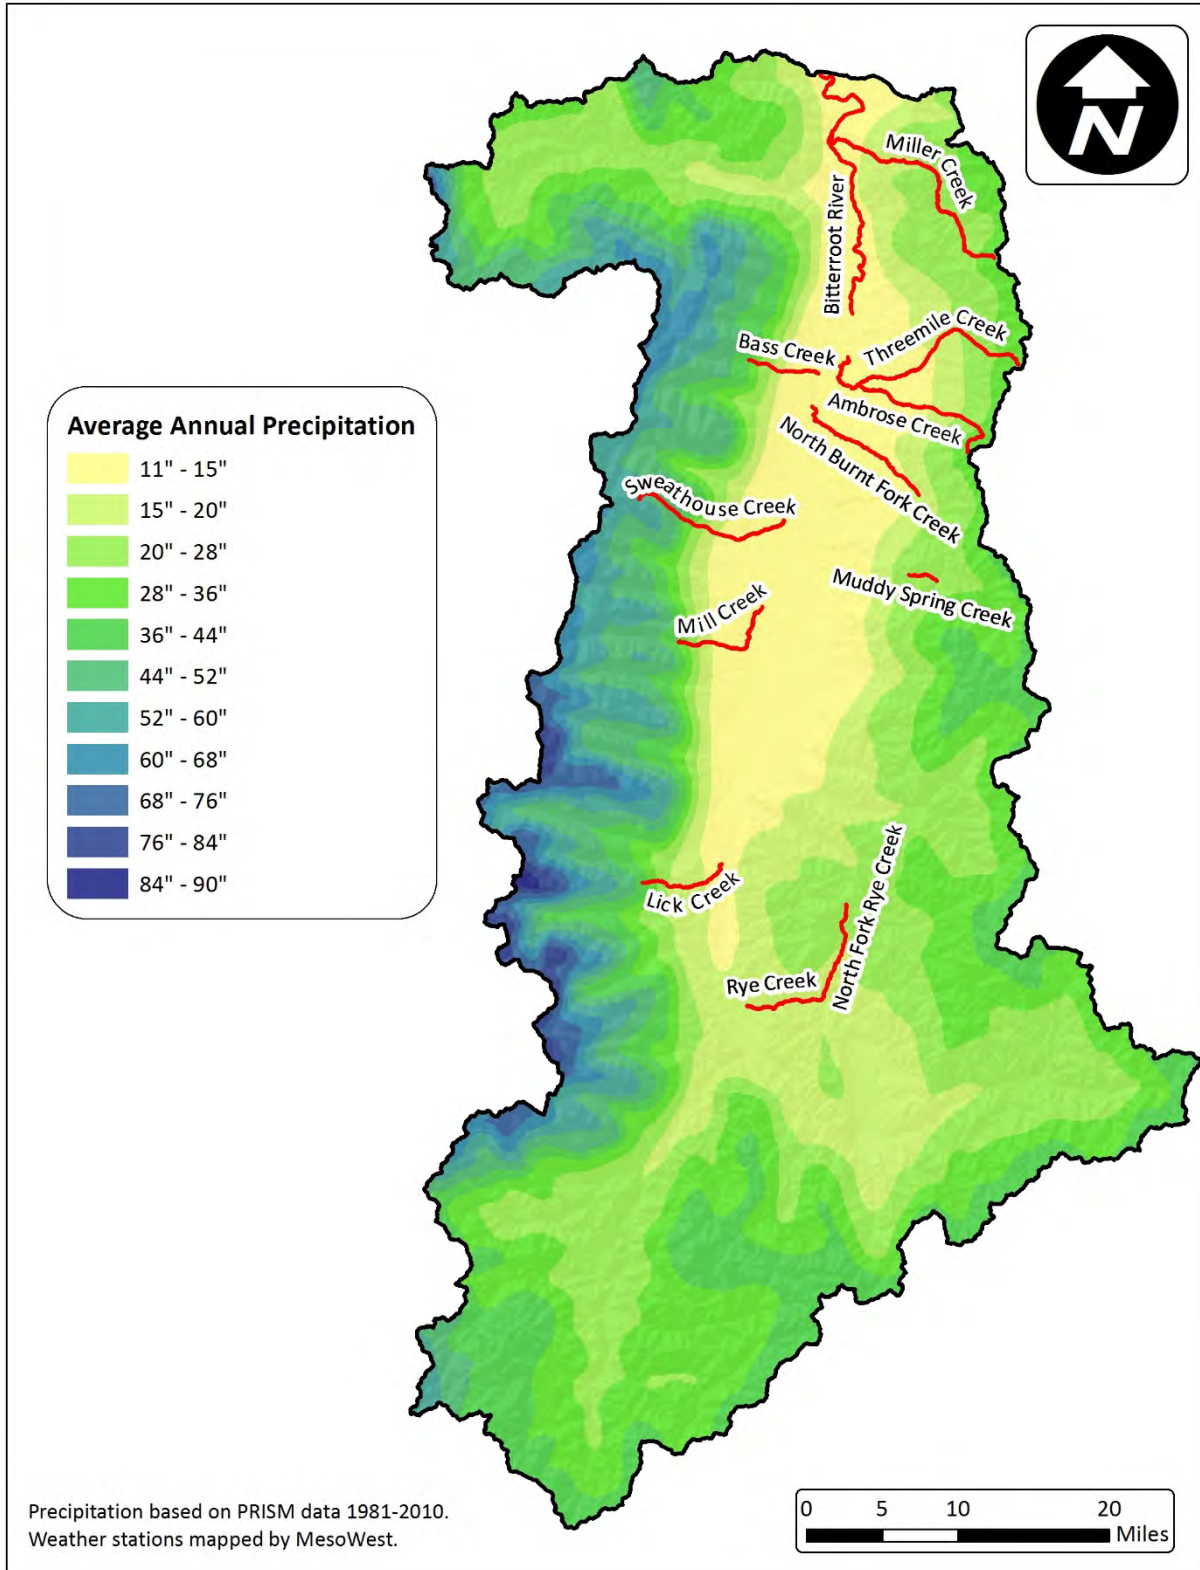 N
Miller Creek
Bitterroot River
Threemile Creek
Bass Creek
Ambrose Creek
North Burnt Fork Creek
Sweathouse Creek
Muddy Spring Creek
Mill Creek
Average Annual Precipitation
11" - 15"
15" - 20"
20" - 28"
28" - 36"
36" - 44"
44" - 52"
52" - 60"
60" - 68"
68" - 76"
76" - 84"
84" - 90"
Lick Creek
North Fork Rye Creek
Rye Creek
Precipitation based on PRISM data 1981-2010.
Weather stations mapped by MesoWest.
0 5 10 20
Miles